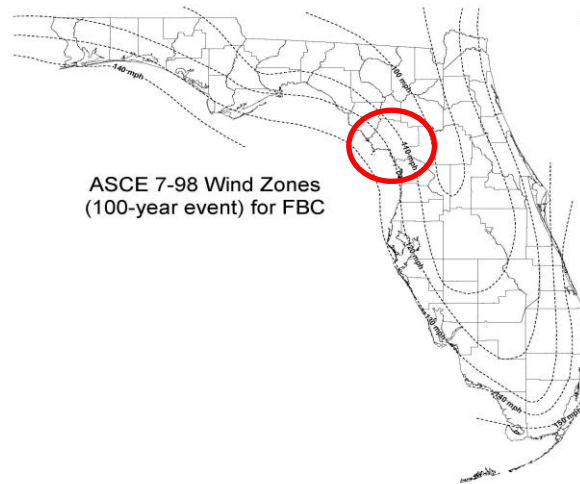 140 mph
100 mph
110 mph
ASCE 7-98 Wind Zones
(100-year event) for FBC
120 mph
130 mph
140 mph
150 mph